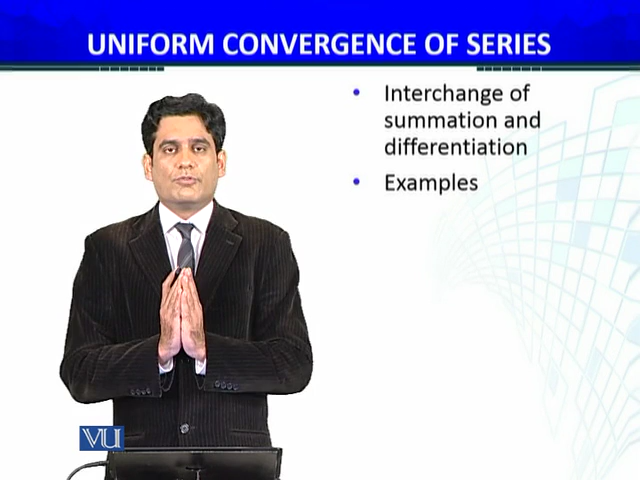 UNIFORM CONVERGENCE OF SERIES
• Interchange of
summation and
differentiation
• Examples
VU